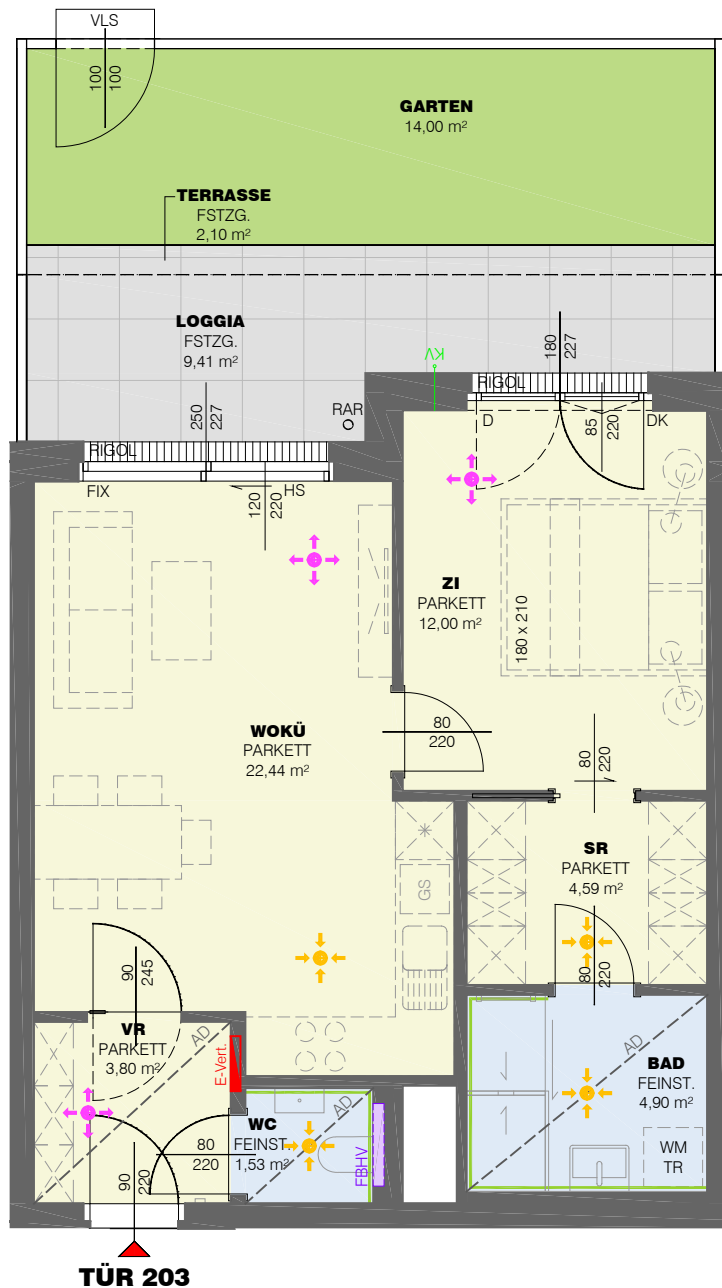 VLS
100
100
GARTEN
14,00 m²
TERRASSE
FSTZG.
2,10 m²
LOGGIA
FSTZG.
9,41 m²
180
227
KV
250
227
RAR
RIGOL
D
85
220
DK
RIGOL
FIX
HS
120
220
ZI
PARKETT
12,00 m²
180 x 210
WOKÜ
PARKETT
22,44 m²
80
220
80
220
SR
PARKETT
4,59 m²
GS
90
245
80
220
VR
PARKETT
3,80 m²
AD
E-Vert.
AD
BAD
FEINST.
4,90 m²
WM
TR
WC
FEINST.
1,53 m²
AD
80
220
FBHV
90
220
TÜR 203